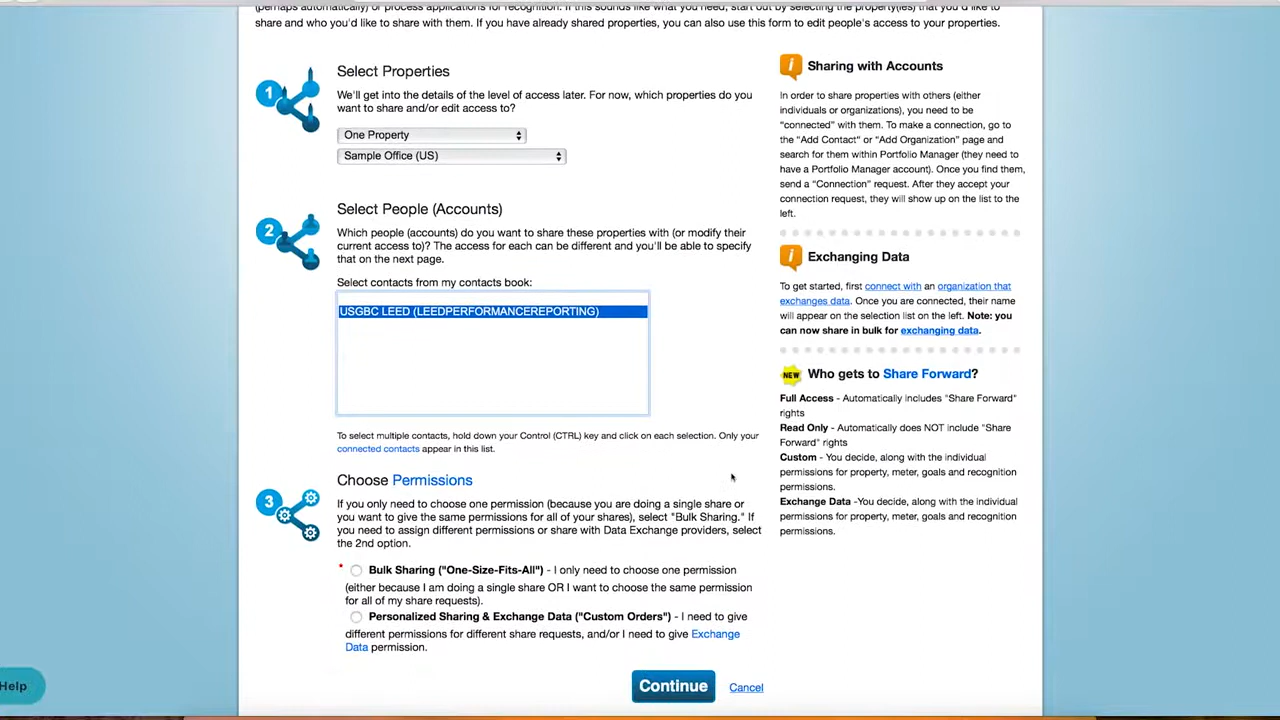 (perhaps automatically) or process applications for recognition. If this sounds like what you need, start out by selecting the property(ies) that you'd like to
share and who you'd like to share with them. If you have already shared properties, you can also use this form to edit people's access to your properties.
1
Select Properties
We'll get into the details of the level of access later. For now, which properties do you
want to share and/or edit access to?
One Property
Sample Office (US)
2
Select People (Accounts)
Which people (accounts) do you want to share these properties with (or modify their
current access to)? The access for each can be different and you'll be able to specify
that on the next page.
Select contacts from my contacts book:
USGBC LEED (LEEDPERFORMANCEREPORTING)
To select multiple contacts, hold down your Control (CTRL) key and click on each selection. Only your
connected contacts appear in this list.
3
Choose Permissions
If you only need to choose one permission (because you are doing a single share or
you want to give the same permissions for all of your shares), select "Bulk Sharing." If
you need to assign different permissions or share with Data Exchange providers, select
the 2nd option.
* Bulk Sharing ("One-Size-Fits-All") - I only need to choose one permission
(either because I am doing a single share OR I want to choose the same permission
for all of my share requests).
Personalized Sharing & Exchange Data ("Custom Orders") - I need to give
different permissions for different share requests, and/or I need to give Exchange
Data permission.
Continue
Cancel
i
Sharing with Accounts
In order to share properties with others (either
individuals or organizations), you need to be
"connected" with them. To make a connection, go to
the "Add Contact" or "Add Organization" page and
search for them within Portfolio Manager (they need to
have a Portfolio Manager account). Once you find them,
send a "Connection" request. After they accept your
connection request, they will show up on the list to the
left.
i
Exchanging Data
To get started, first connect with an organization that
exchanges data. Once you are connected, their name
will appear on the selection list on the left. Note: you
can now share in bulk for exchanging data.
NEW
Who gets to Share Forward?
Full Access - Automatically includes "Share Forward"
rights
Read Only - Automatically does NOT include "Share
Forward" rights
Custom - You decide, along with the individual
permissions for property, meter, goals and recognition
permissions.
Exchange Data -You decide, along with the individual
permissions for property, meter, goals and recognition
permissions.
Help